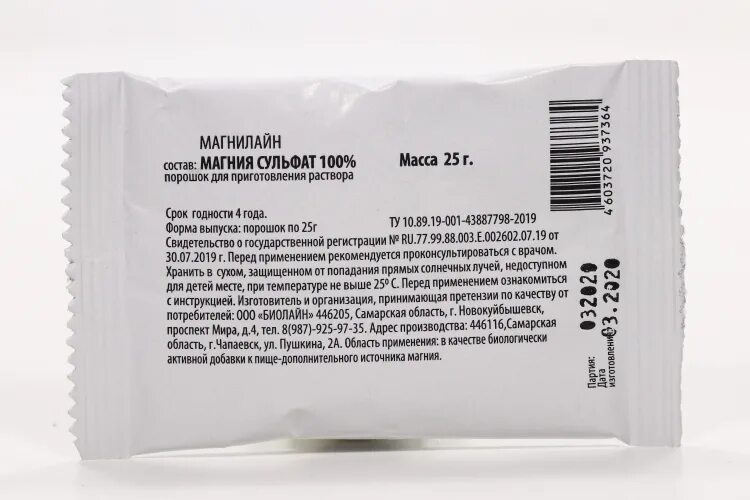 МАГНИЛАЙН
состав: МАГНИЯ СУЛЬФАТ 100%
порошок для приготовления раствора
Масса 25 г.
Срок годности 4 года.
Форма выпуска: порошок по 25г
ТУ 10.89.19-001-43887798-2019
Свидетельство о государственной регистрации № RU.77.99.88.003.Е.002602.07.19 от
30.07.2019 г. Перед применением рекомендуется проконсультироваться с врачом.
Хранить в сухом, защищенном от попадания прямых солнечных лучей, недоступном
для детей месте, при температуре не выше 25⁰ С. Перед применением ознакомиться
с инструкцией. Изготовитель и организация, принимающая претензии по качеству от
потребителей: ООО «БИОЛАЙН» 446205, Самарская область, г. Новокуйбышевск,
проспект Мира, д.4, тел. 8(987)-925-97-35. Адрес производства: 446116,Самарская
область, г.Чапаевск, ул. Пушкина, 2А. Область применения: в качестве биологически
активной добавки к пище-дополнительного источника магния.
4603720937364
Партия: 032020
Дата
изготовления: 03.2020